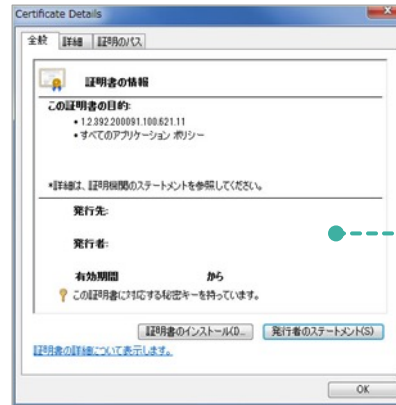 Certificate Details
全般 詳細 証明のパス
証明書の情報
この証明書の目的:
• 1.2.392.200091.100.621.11
• すべてのアプリケーション ポリシー
*詳細は、証明機関のステートメントを参照してください。
発行先:
発行者:
有効期間 から
この証明書に対応する秘密キーを持っています。
証明書のインストール(I)... 発行者のステートメント(S)
証明書の詳細について表示します。
OK